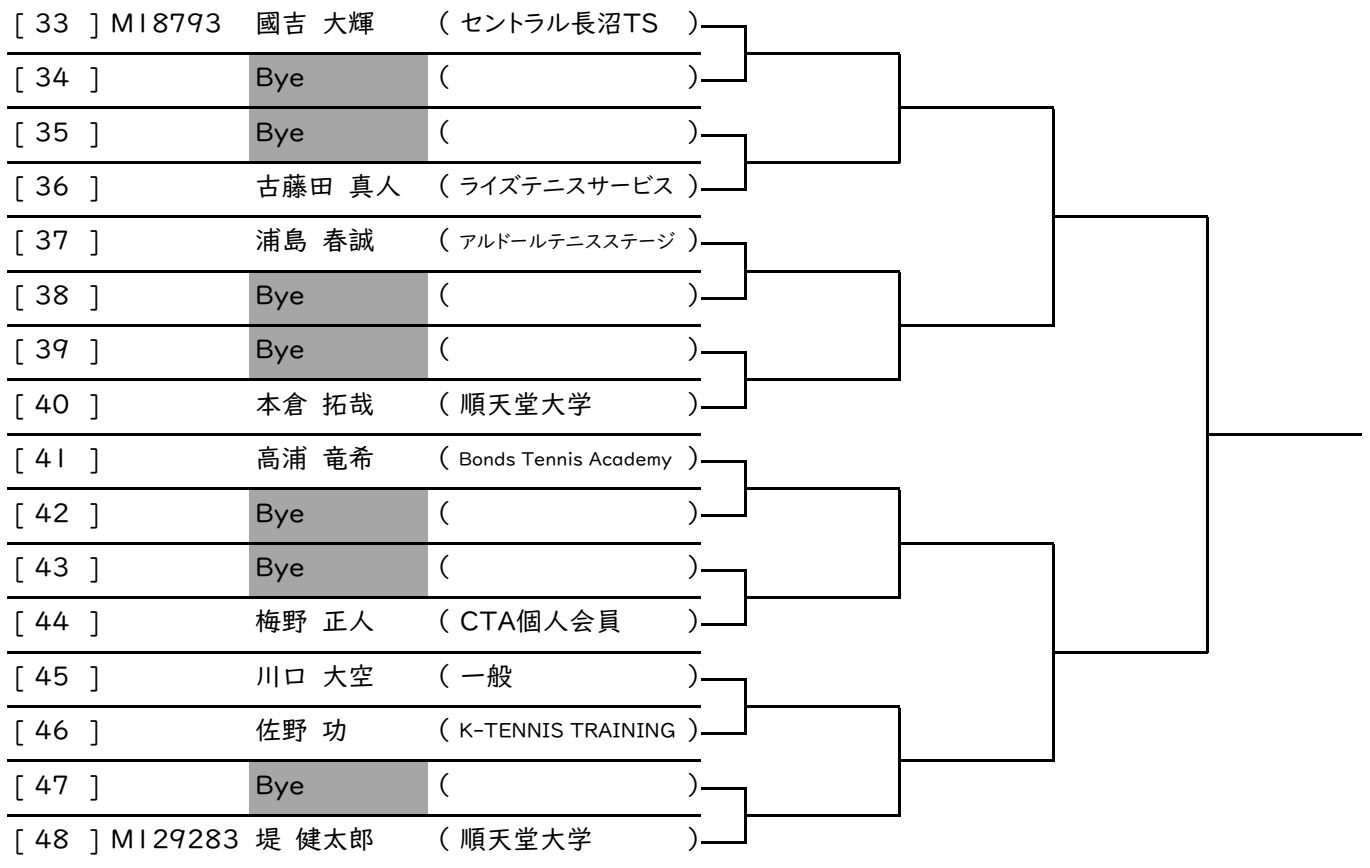 [ 33 ] M18793 國吉 大輝 ( セントラル長沼TS )
[ 34 ] Bye ( )
[ 35 ] Bye ( )
[ 36 ] 古藤田 真人 ( ライズテニスサービス )
[ 37 ] 浦島 春誠 ( アルドールテニスステージ )
[ 38 ] Bye ( )
[ 39 ] Bye ( )
[ 40 ] 本倉 拓哉 ( 順天堂大学 )
[ 41 ] 高浦 竜希 ( Bonds Tennis Academy )
[ 42 ] Bye ( )
[ 43 ] Bye ( )
[ 44 ] 梅野 正人 ( CTA個人会員 )
[ 45 ] 川口 大空 ( 一般 )
[ 46 ] 佐野 功 ( K-TENNIS TRAINING )
[ 47 ] Bye ( )
[ 48 ] M129283 堤 健太郎 ( 順天堂大学 )